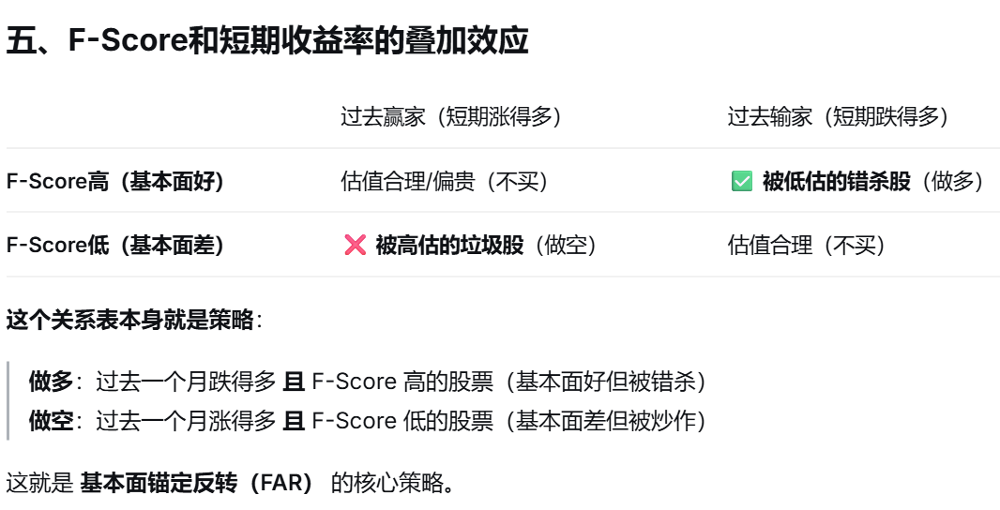 五、F-Score和短期收益率的叠加效应
过去赢家（短期涨得多） 过去输家（短期跌得多）
F-Score高（基本面好） 估值合理/偏贵（不买） ✅ 被低估的错杀股（做多）
F-Score低（基本面差） ❌ 被高估的垃圾股（做空） 估值合理（不买）
这个关系表本身就是策略：
做多：过去一个月跌得多 且 F-Score 高的股票（基本面好但被错杀）
做空：过去一个月涨得多 且 F-Score 低的股票（基本面差但被炒作）
这就是 基本面锚定反转（FAR） 的核心策略。